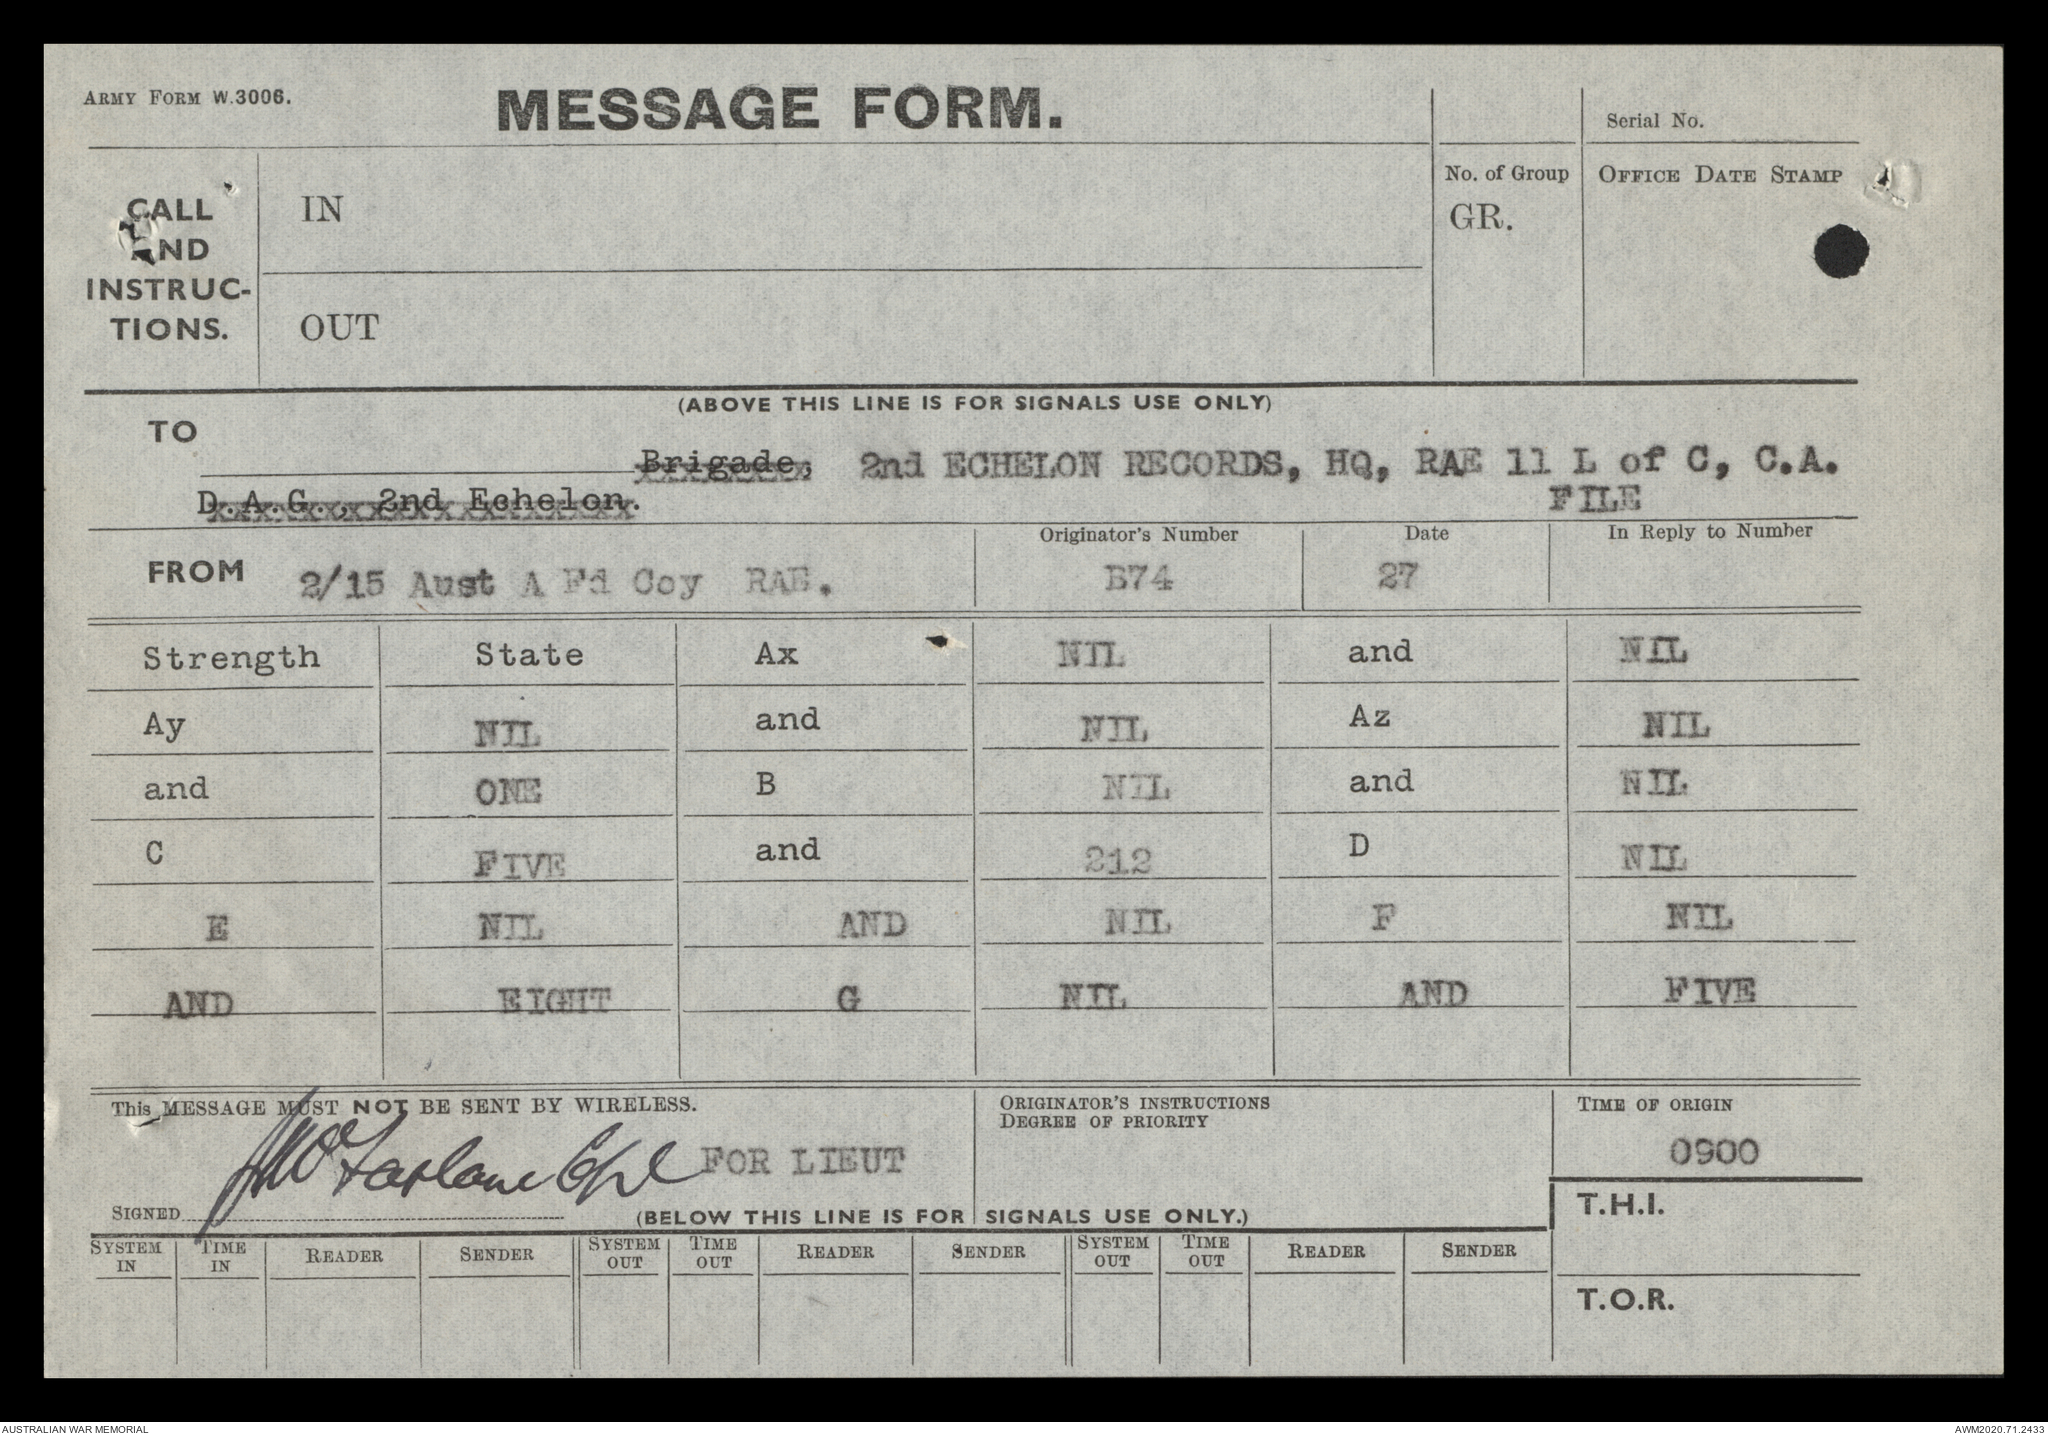 ARMY FORM W.3006.
MESSAGE FORM.
Serial No.
CALL AND INSTRUC-TIONS.
IN
OUT
No. of Group
GR.
OFFICE DATE STAMP
(ABOVE THIS LINE IS FOR SIGNALS USE ONLY)
TO
Brigade, 2nd ECHELON RECORDS, HQ, RAE 11 L of C, C.A.
D.A.G., 2nd Echelon. FILE
FROM 2/15 Aust A Fd Coy RAE.
Originator's Number
B74
Date
27
In Reply to Number
Strength State Ax NIL and NIL
Ay NIL and NIL Az NIL
and ONE B NIL and NIL
C FIVE and 212 D NIL
E NIL AND NIL F NIL
AND EIGHT G NIL AND FIVE
This MESSAGE MUST NOT BE SENT BY WIRELESS.
McFarlane Cpl FOR LIEUT
SIGNED
ORIGINATOR'S INSTRUCTIONS
DEGREE OF PRIORITY
TIME OF ORIGIN
0900
(BELOW THIS LINE IS FOR SIGNALS USE ONLY.)
T.H.I.
T.O.R.
SYSTEM IN TIME IN READER SENDER SYSTEM OUT TIME OUT READER SENDER SYSTEM OUT TIME OUT READER SENDER
AUSTRALIAN WAR MEMORIAL
AWM2020.71.2433